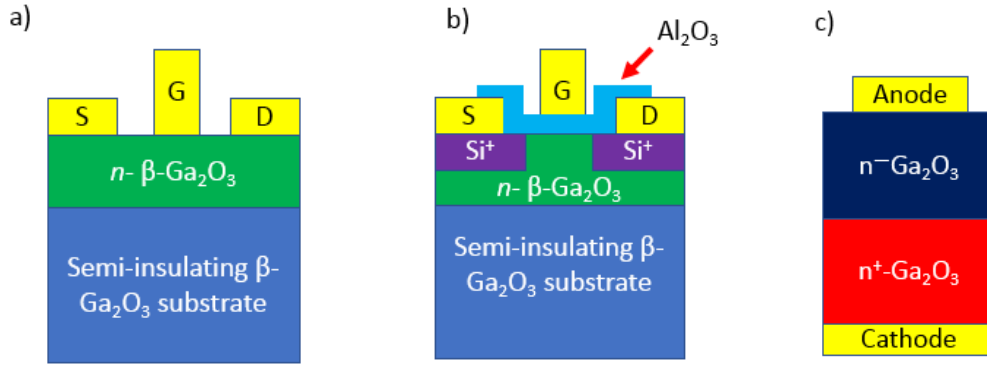 a)
S
G
D
n- β-Ga₂O₃
Semi-insulating β-
Ga₂O₃ substrate
b)
Al₂O₃
S
G
D
Si⁺
Si⁺
n- β-Ga₂O₃
Semi-insulating β-
Ga₂O₃ substrate
c)
Anode
n⁻Ga₂O₃
n⁺-Ga₂O₃
Cathode